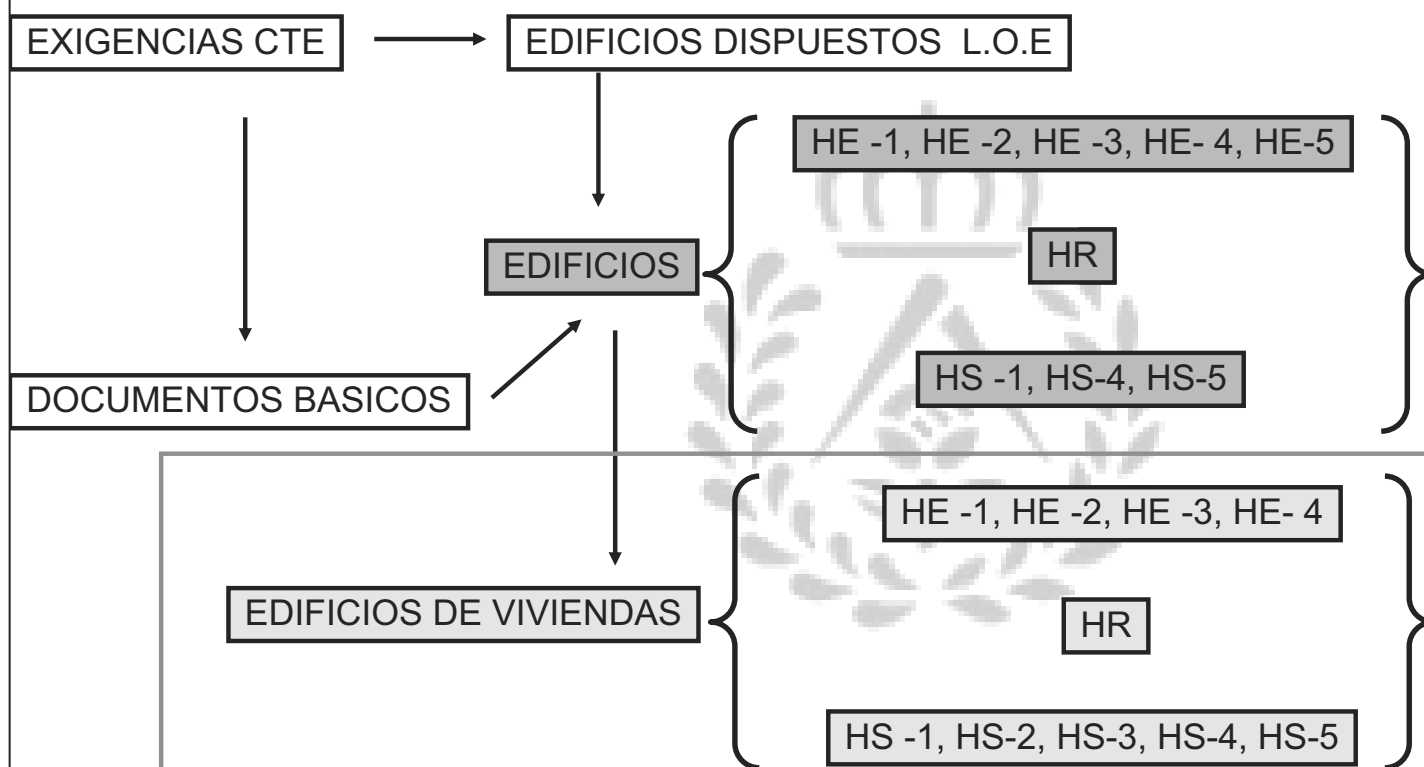 EXIGENCIAS CTE
EDIFICIOS DISPUESTOS L.O.E
HE -1, HE -2, HE -3, HE- 4, HE-5
EDIFICIOS
HR
HS -1, HS-4, HS-5
DOCUMENTOS BASICOS
HE -1, HE -2, HE -3, HE- 4
EDIFICIOS DE VIVIENDAS
HR
HS -1, HS-2, HS-3, HS-4, HS-5